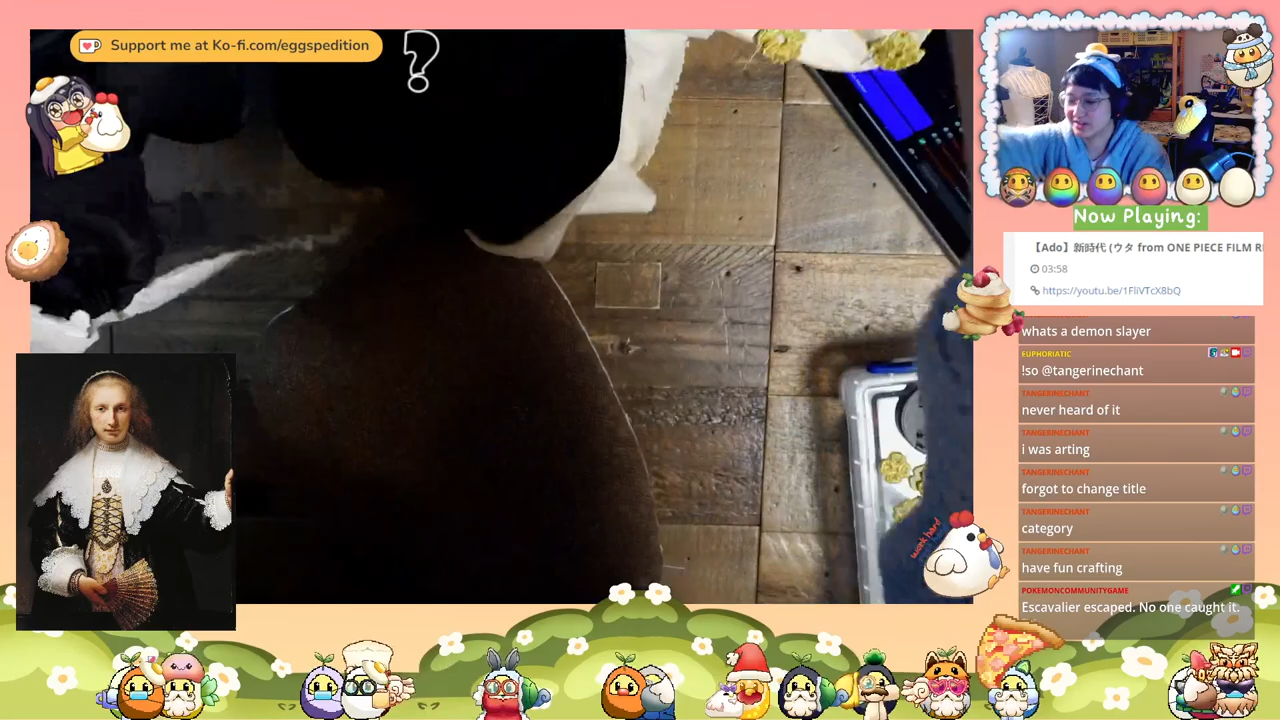 Support me at Ko-fi.com/eggspedition
?
Now Playing:
【Ado】新時代 (ウタ from ONE PIECE FILM R
03:58
https://youtu.be/1FliVTcX8bQ
whats a demon slayer
EUPHORIATIC
!so @tangerinechant
TANGERINECHANT
never heard of it
TANGERINECHANT
i was arting
TANGERINECHANT
forgot to change title
TANGERINECHANT
category
TANGERINECHANT
have fun crafting
POKEMONCOMMUNITYGAME
Escavalier escaped. No one caught it.
work hard